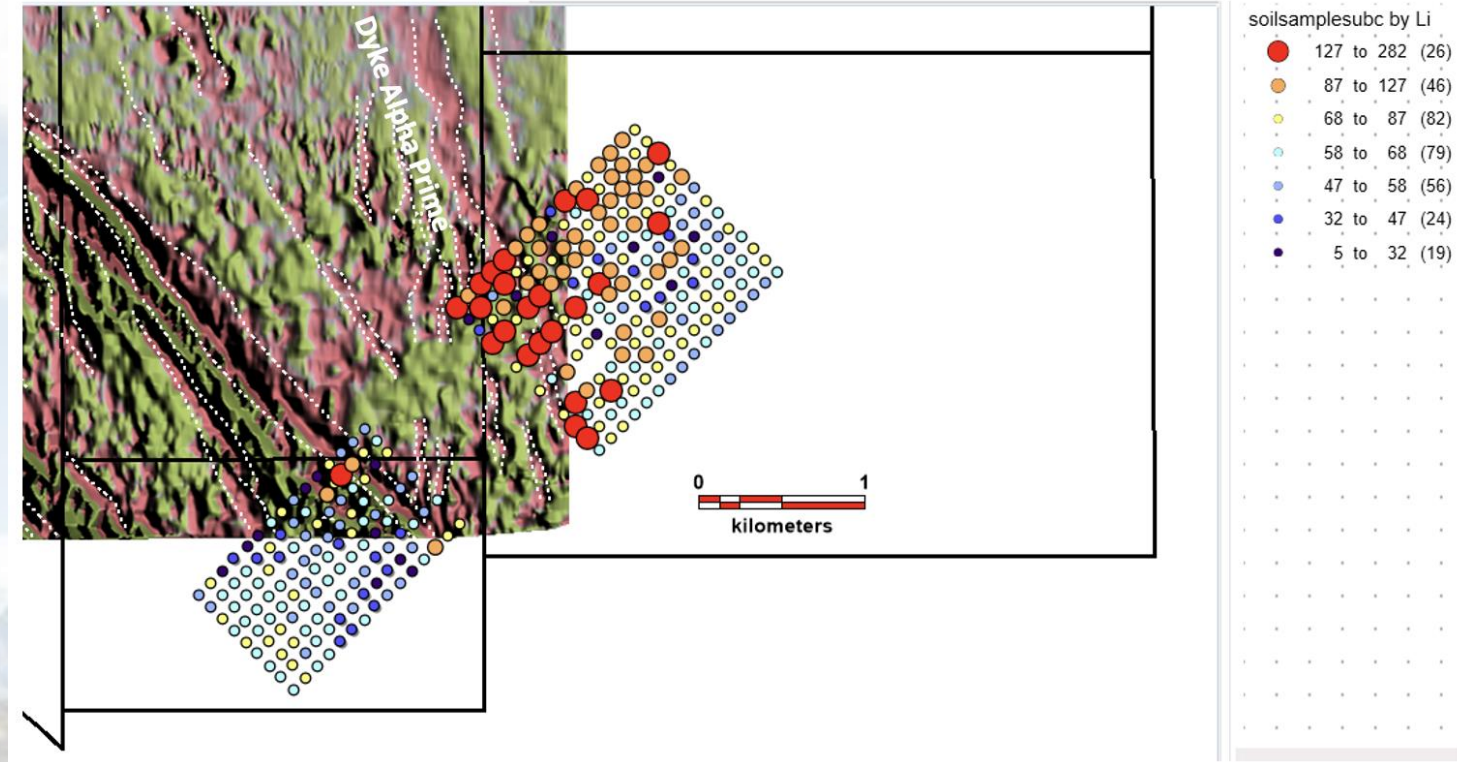 Dyke Alpha Prime
0 1
kilometers
soilsamplesubc by Li
127 to 282 (26)
87 to 127 (46)
68 to 87 (82)
58 to 68 (79)
47 to 58 (56)
32 to 47 (24)
5 to 32 (19)